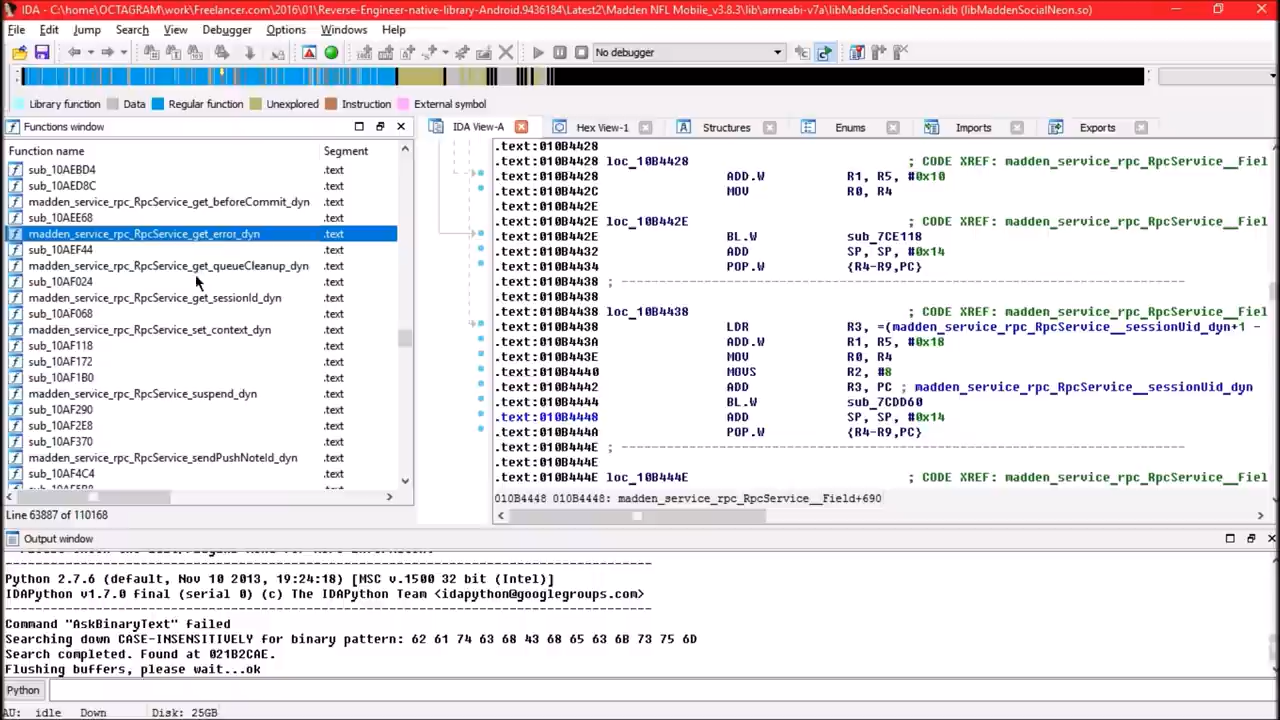 IDA - C:\home\OCTAGRAM\work\Freelancer.com\2016\01\Reverse-Engineer-native-library-Android.9436184\Latest2\Madden NFL Mobile_v3.8.3\lib\armeabi-v7a\libMaddenSocialNeon.idb (libMaddenSocialNeon.so)
File Edit Jump Search View Debugger Options Windows Help
No debugger
Library function Data Regular function Unexplored Instruction External symbol
Functions window
Function name Segment
sub_10AEBD4 .text
sub_10AED8C .text
madden_service_rpc_RpcService_get_beforeCommit_dyn .text
sub_10AEE68 .text
madden_service_rpc_RpcService_get_error_dyn .text
sub_10AEF44 .text
madden_service_rpc_RpcService_get_queueCleanup_dyn .text
sub_10AF024 .text
madden_service_rpc_RpcService_get_sessionId_dyn .text
sub_10AF068 .text
madden_service_rpc_RpcService_set_context_dyn .text
sub_10AF118 .text
sub_10AF172 .text
sub_10AF1B0 .text
madden_service_rpc_RpcService_suspend_dyn .text
sub_10AF290 .text
sub_10AF2E8 .text
sub_10AF370 .text
madden_service_rpc_RpcService_sendPushNoteId_dyn .text
sub_10AF4C4 .text
Line 63887 of 110168
IDA View-A Hex View-1 Structures Enums Imports Exports
.text:010B4428
.text:010B4428 loc_10B4428 ; CODE XREF: madden_service_rpc_RpcService__Fiel
.text:010B4428 ADD.W R1, R5, #0x10
.text:010B442C MOV R0, R4
.text:010B442E
.text:010B442E loc_10B442E ; CODE XREF: madden_service_rpc_RpcService__Fiel
.text:010B442E BL.W sub_7CE118
.text:010B4432 ADD SP, SP, #0x14
.text:010B4434 POP.W {R4-R9,PC}
.text:010B4438 ; ---------------------------------------------------------------------------
.text:010B4438
.text:010B4438 loc_10B4438 ; CODE XREF: madden_service_rpc_RpcService__Fiel
.text:010B4438 LDR R3, =(madden_service_rpc_RpcService__sessionUid_dyn+1 -
.text:010B443A ADD.W R1, R5, #0x18
.text:010B443E MOV R0, R4
.text:010B4440 MOVS R2, #8
.text:010B4442 ADD R3, PC ; madden_service_rpc_RpcService__sessionUid_dyn
.text:010B4444 BL.W sub_7CDD60
.text:010B4448 ADD SP, SP, #0x14
.text:010B444A POP.W {R4-R9,PC}
.text:010B444E ; ---------------------------------------------------------------------------
.text:010B444E
.text:010B444E loc_10B444E ; CODE XREF: madden_service_rpc_RpcService__Fiel
010B4448 010B4448: madden_service_rpc_RpcService__Field+690
Output window
---------------------------------------------------------------------------
Python 2.7.6 (default, Nov 10 2013, 19:24:18) [MSC v.1500 32 bit (Intel)]
IDAPython v1.7.0 final (serial 0) (c) The IDAPython Team <idapython@googlegroups.com>
---------------------------------------------------------------------------
Command "AskBinaryText" failed
Searching down CASE-INSENSITIVELY for binary pattern: 62 61 74 63 68 43 68 65 63 6B 73 75 6D
Search completed. Found at 021B2CAE.
Flushing buffers, please wait...ok
Python
AU: idle Down Disk: 25GB